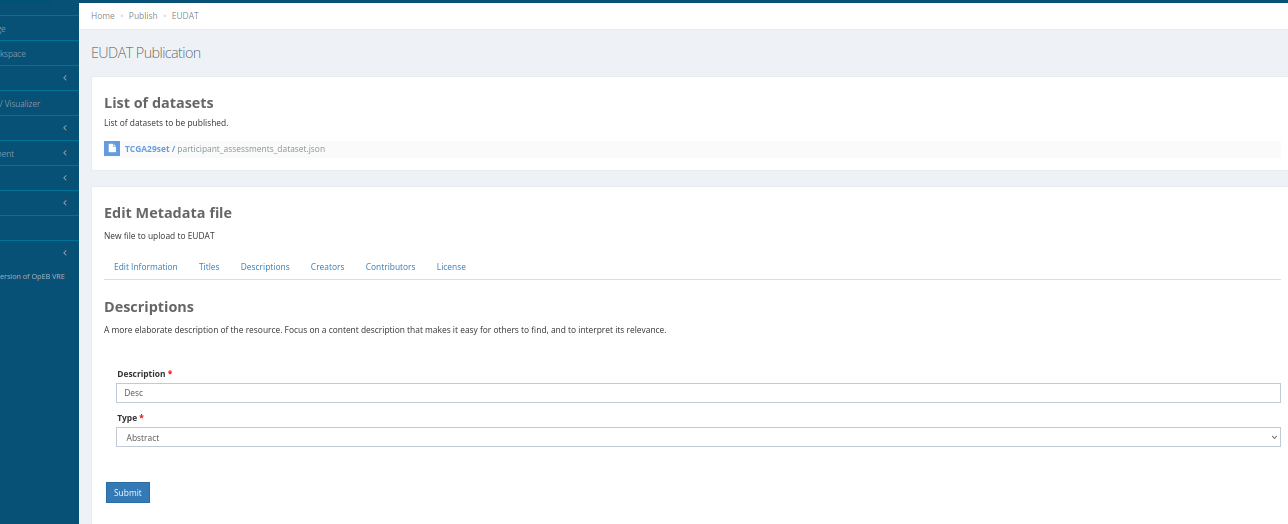 Home • Publish • EUDAT
kspace
/ Visualizer
ersion of OpEB VRE
EUDAT Publication
List of datasets
List of datasets to be published.
TCGA29set / participant_assessments_dataset.json
Edit Metadata file
New file to upload to EUDAT
Edit Information Titles Descriptions Creators Contributors License
Descriptions
A more elaborate description of the resource. Focus on a content description that makes it easy for others to find, and to interpret its relevance.
Description *
Desc
Type *
Abstract
Submit